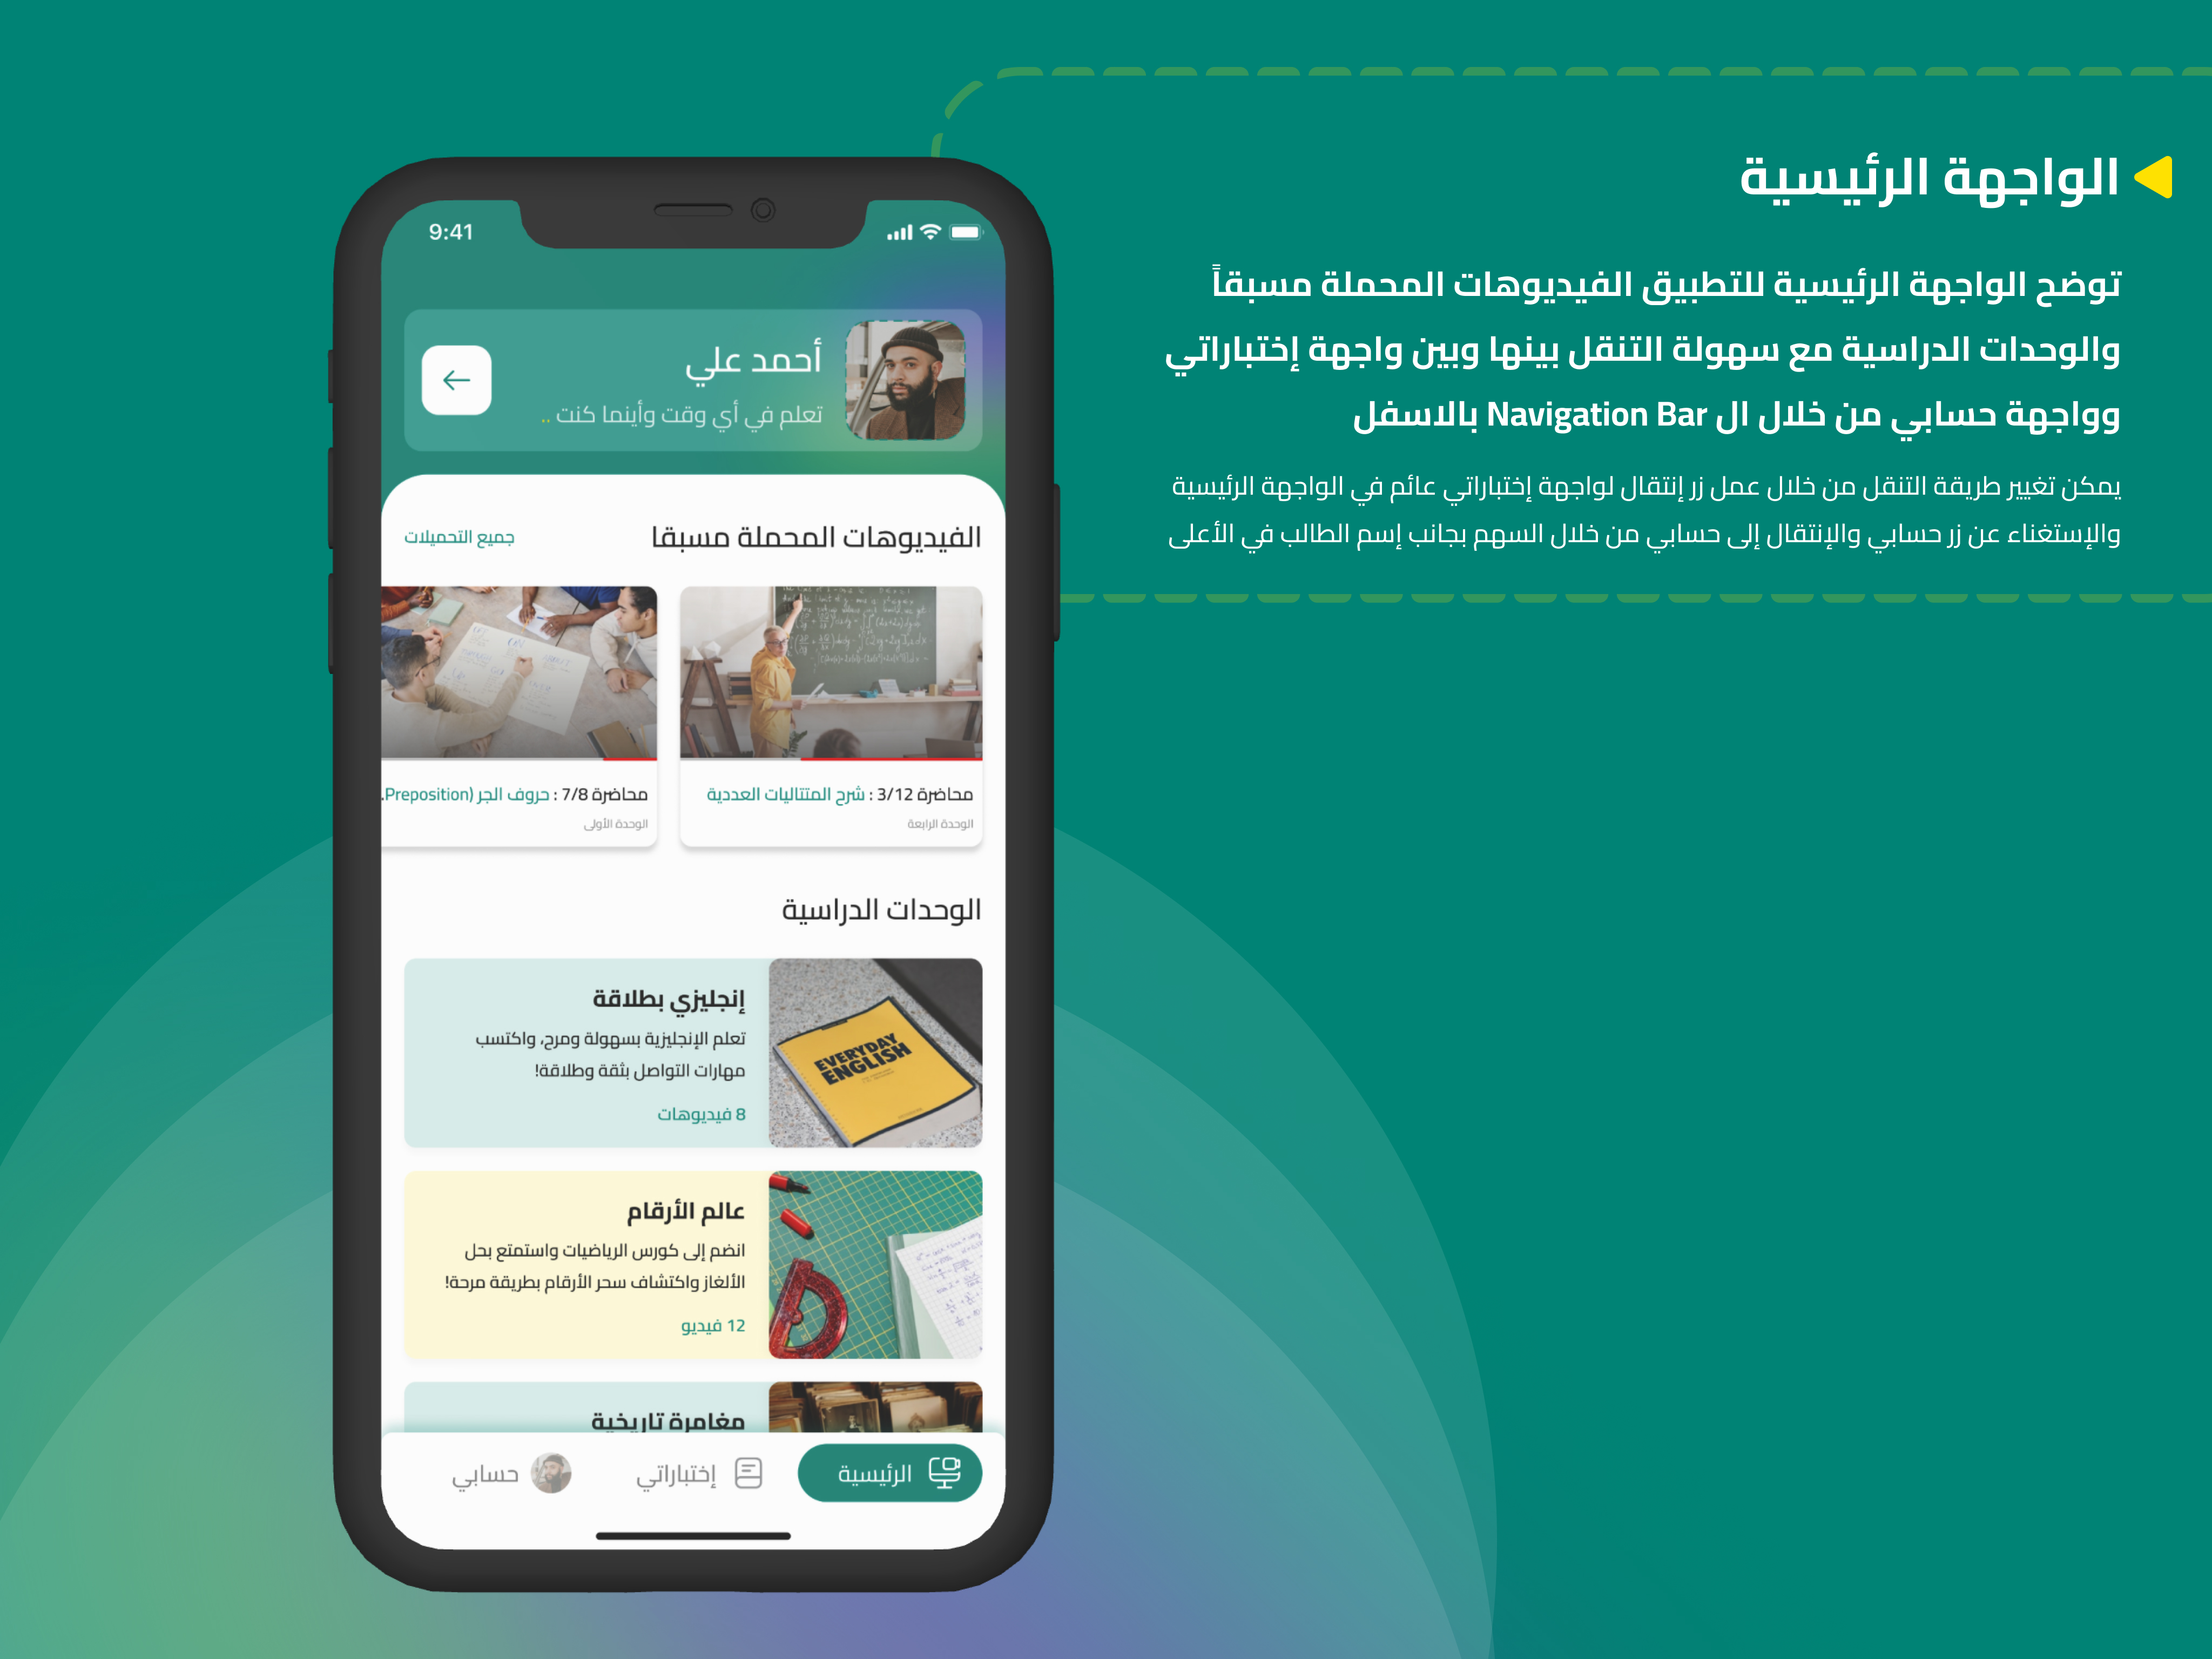 الواجهة الرئيسية
توضح الواجهة الرئيسية للتطبيق الفيديوهات المحملة مسبقاً
والوحدات الدراسية مع سهولة التنقل بينها وبين واجهة إختباراتي
وواجهة حسابي من خلال ال Navigation Bar بالاسفل
يمكن تغيير طريقة التنقل من خلال عمل زر إنتقال لواجهة إختباراتي عائم في الواجهة الرئيسية
والإستغناء عن زر حسابي والإنتقال إلى حسابي من خلال السهم بجانب إسم الطالب في الأعلى
9:41
أحمد علي
تعلم في أي وقت وأينما كنت ..
الفيديوهات المحملة مسبقا
جميع التحميلات
محاضرة 3/12 : شرح المتتاليات العددية
الوحدة الرابعة
محاضرة 7/8 : حروف الجر (Preposition.
الوحدة الأولى
الوحدات الدراسية
EVERYDAY
ENGLISH
إنجليزي بطلاقة
تعلم الإنجليزية بسهولة ومرح، واكتسب
مهارات التواصل بثقة وطلاقة!
8 فيديوهات
عالم الأرقام
انضم إلى كورس الرياضيات واستمتع بحل
الألغاز واكتشاف سحر الأرقام بطريقة مرحة!
12 فيديو
مغامرة تاريخية
الرئيسية
إختباراتي
حسابي